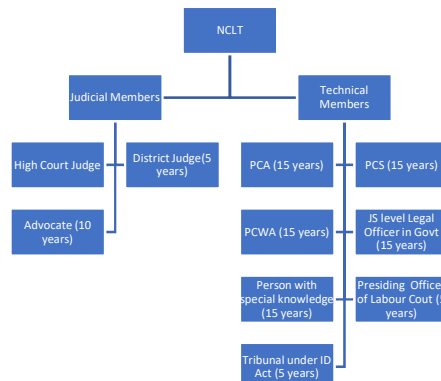 NCLT
Judicial Members
Technical
Members
High Court Judge
District Judge(5
years)
Advocate (10
years)
PCA (15 years)
PCS (15 years)
PCWA (15 years)
JS level Legal
Officer in Govt
(15 years)
Person with
special knowledge
(15 years)
Presiding Office
of Labour Cout (5
years)
Tribunal under ID
Act (5 years)